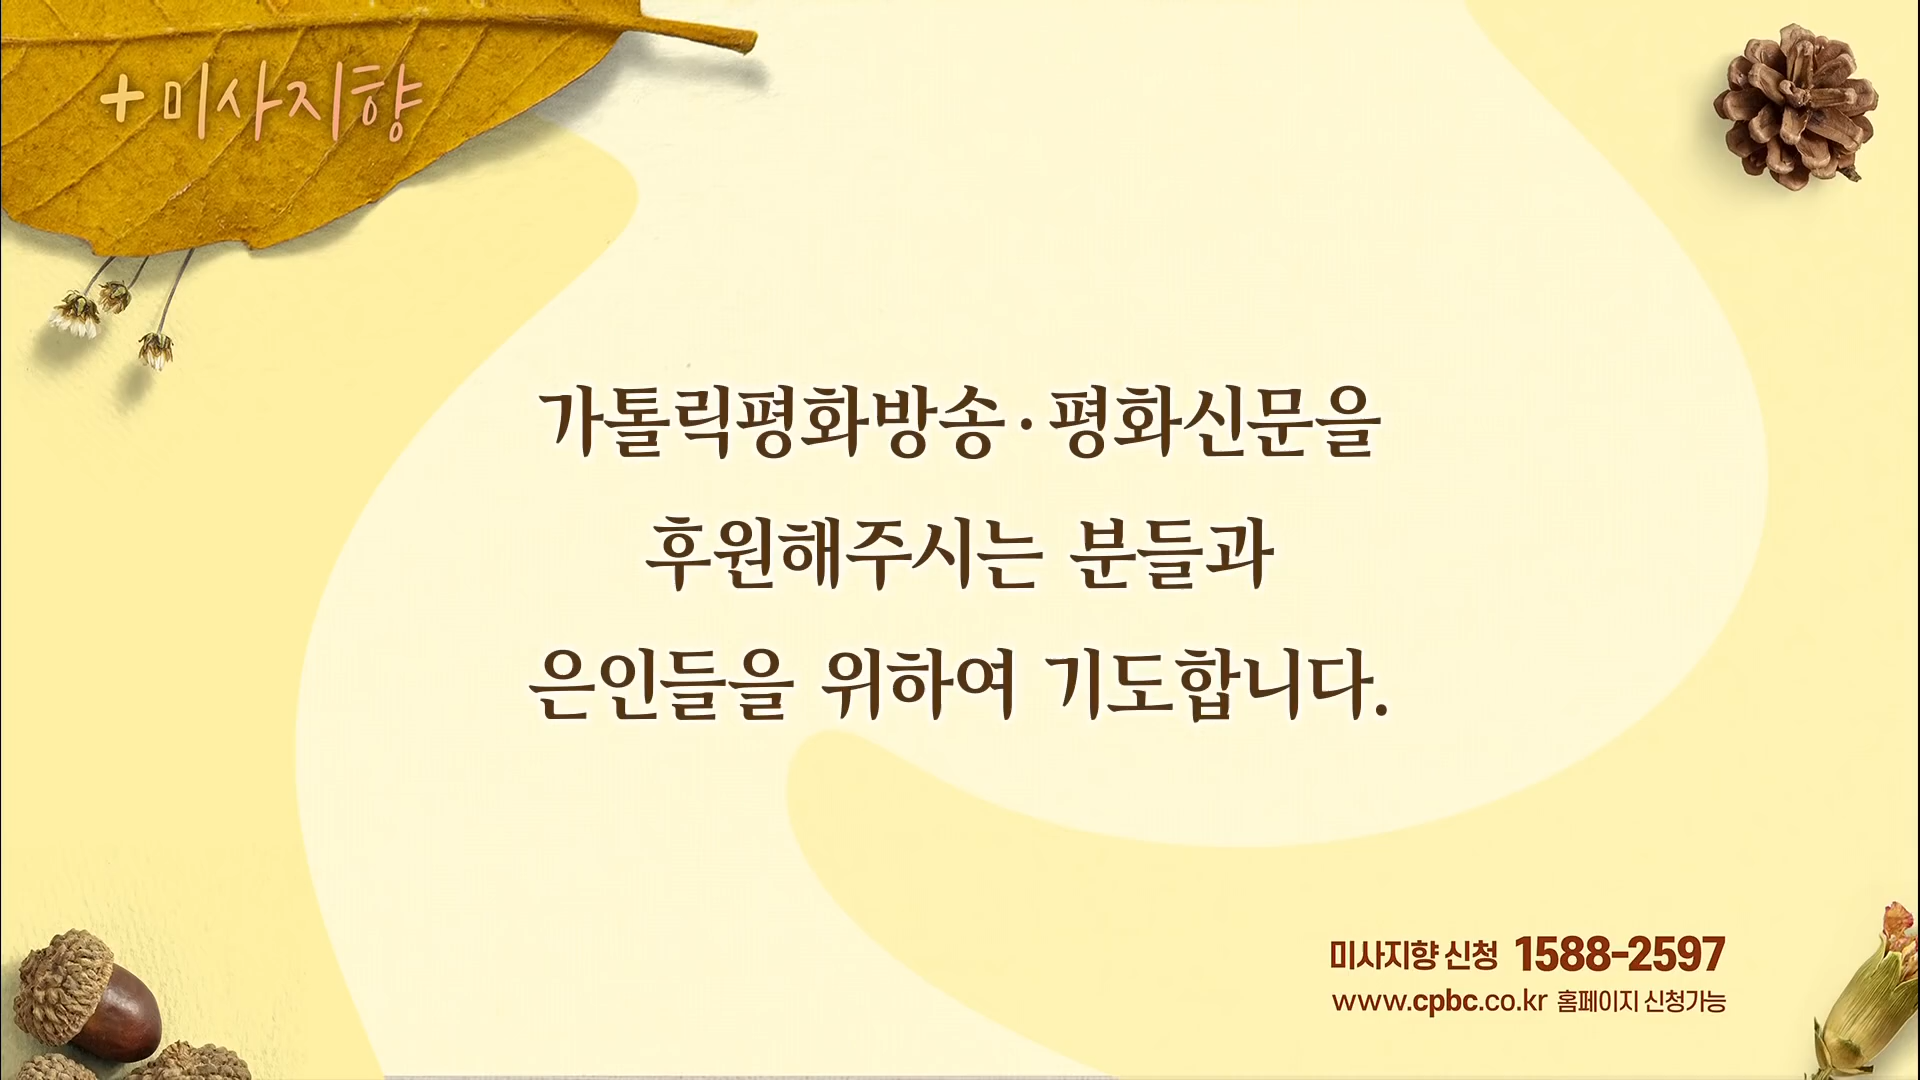 +미사지향
가톨릭평화방송·평화신문을
후원해주시는 분들과
은인들을 위하여 기도합니다.
미사지향 신청 1588-2597
www.cpbc.co.kr 홈페이지 신청가능